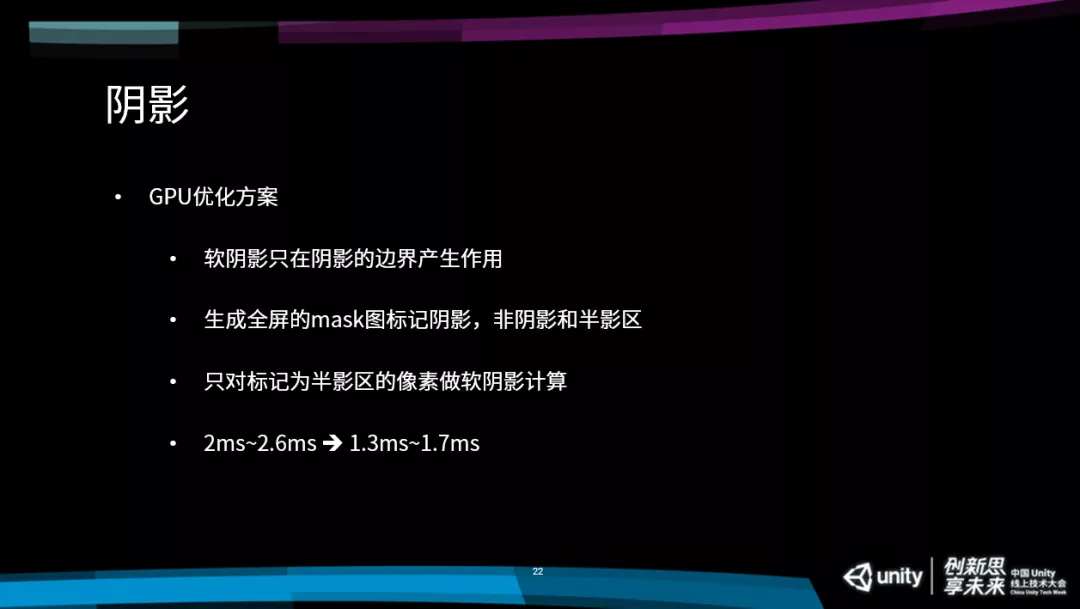 阴影
• GPU优化方案
• 软阴影只在阴影的边界产生作用
• 生成全屏的mask图标记阴影，非阴影和半影区
• 只对标记为半影区的像素做软阴影计算
• 2ms~2.6ms ➔ 1.3ms~1.7ms
22
unity
创新思
享未来
中国 Unity
线上技术大会
China Unity Tech Week